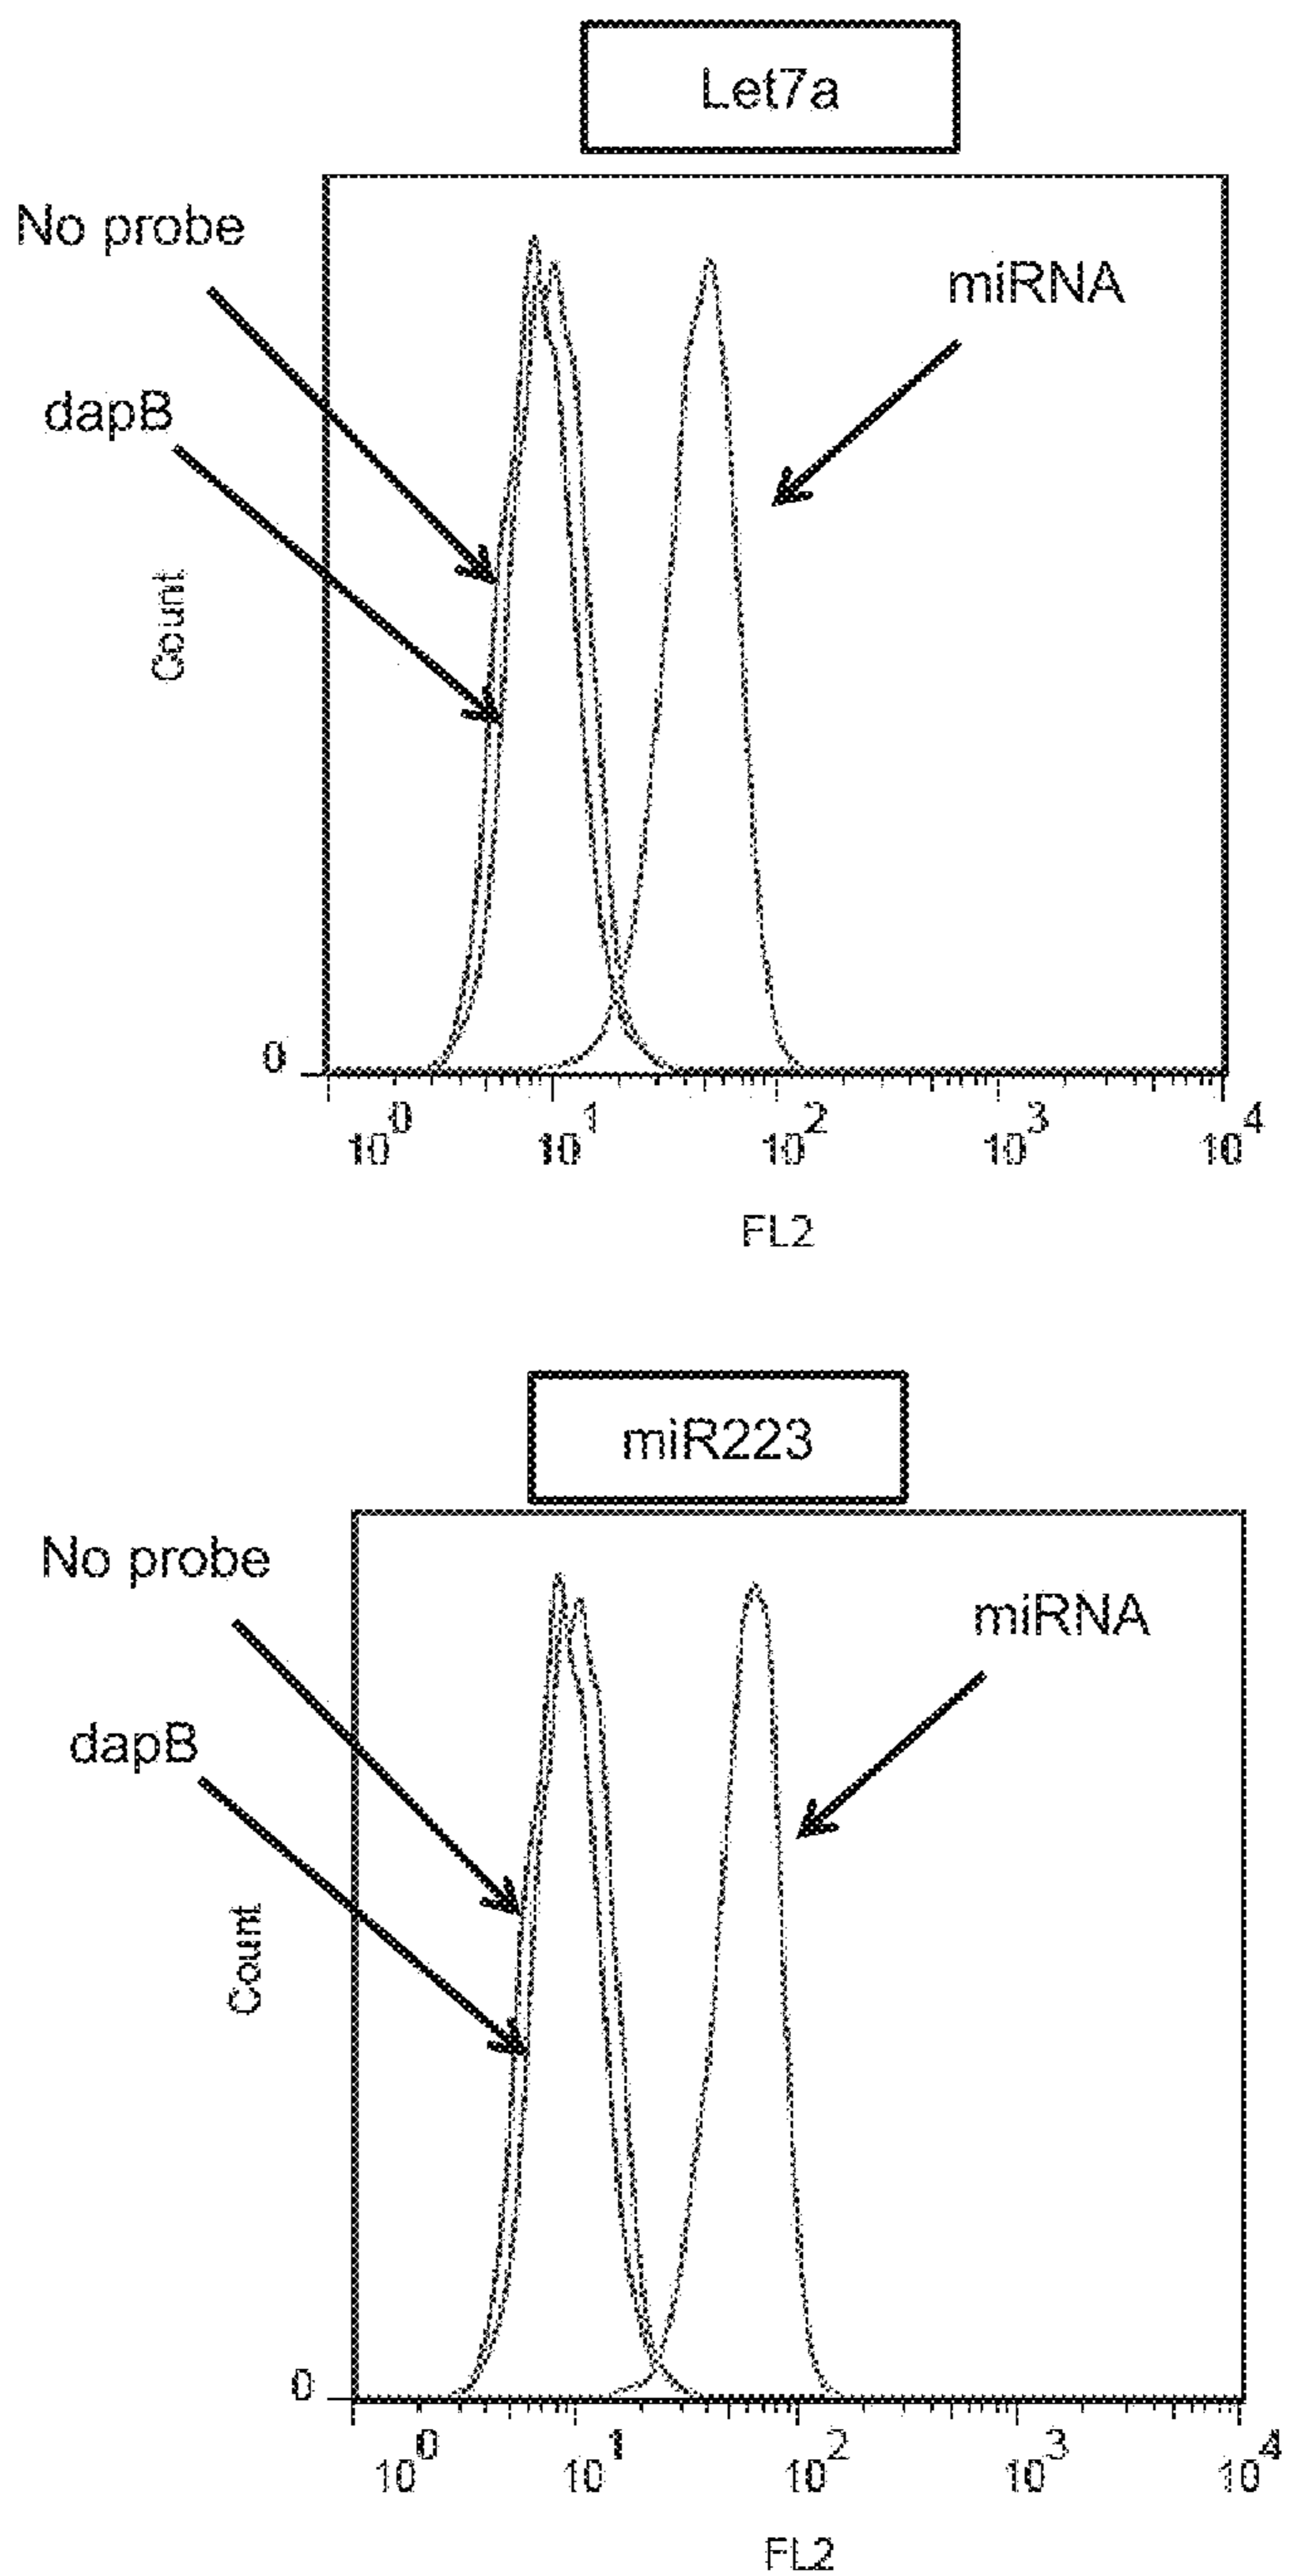 Let7a
No probe
miRNA
dapB
Count
0
10^0 10^1 10^2 10^3 10^4
FL2
miR223
No probe
miRNA
dapB
Count
0
10^0 10^1 10^2 10^3 10^4
FL2